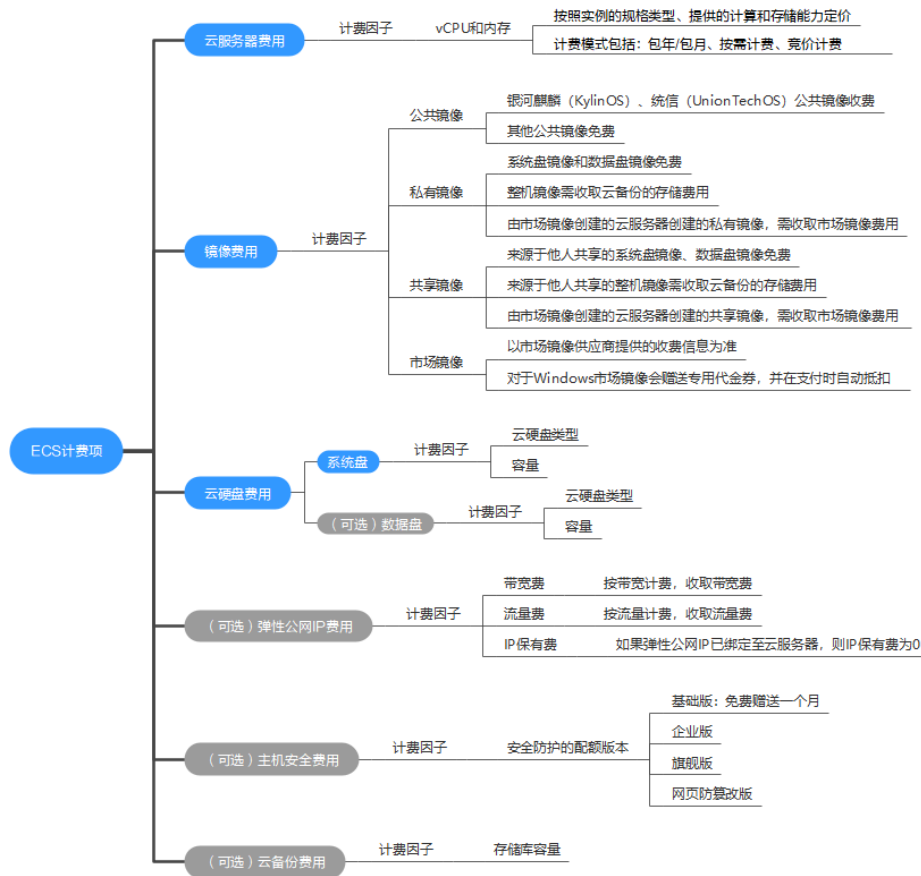 ECS计费项
云服务器费用
计费因子
vCPU和内存
按照实例的规格类型、提供的计算和存储能力定价
计费模式包括：包年/包月、按需计费、竞价计费
镜像费用
计费因子
公共镜像
银河麒麟（KylinOS）、统信（UnionTechOS）公共镜像收费
其他公共镜像免费
私有镜像
系统盘镜像和数据盘镜像免费
整机镜像需收取云备份的存储费用
由市场镜像创建的云服务器创建的私有镜像，需收取市场镜像费用
共享镜像
来源于他人共享的系统盘镜像、数据盘镜像免费
来源于他人共享的整机镜像需收取云备份的存储费用
由市场镜像创建的云服务器创建的共享镜像，需收取市场镜像费用
市场镜像
以市场镜像供应商提供的收费信息为准
对于Windows市场镜像会赠送专用代金券，并在支付时自动抵扣
云硬盘费用
系统盘
计费因子
云硬盘类型
容量
（可选）数据盘
计费因子
云硬盘类型
容量
（可选）弹性公网IP费用
计费因子
带宽费
按带宽计费，收取带宽费
流量费
按流量计费，收取流量费
IP保有费
如果弹性公网IP已绑定至云服务器，则IP保有费为0
（可选）主机安全费用
计费因子
安全防护的配额版本
基础版：免费赠送一个月
企业版
旗舰版
网页防篡改版
（可选）云备份费用
计费因子
存储库容量